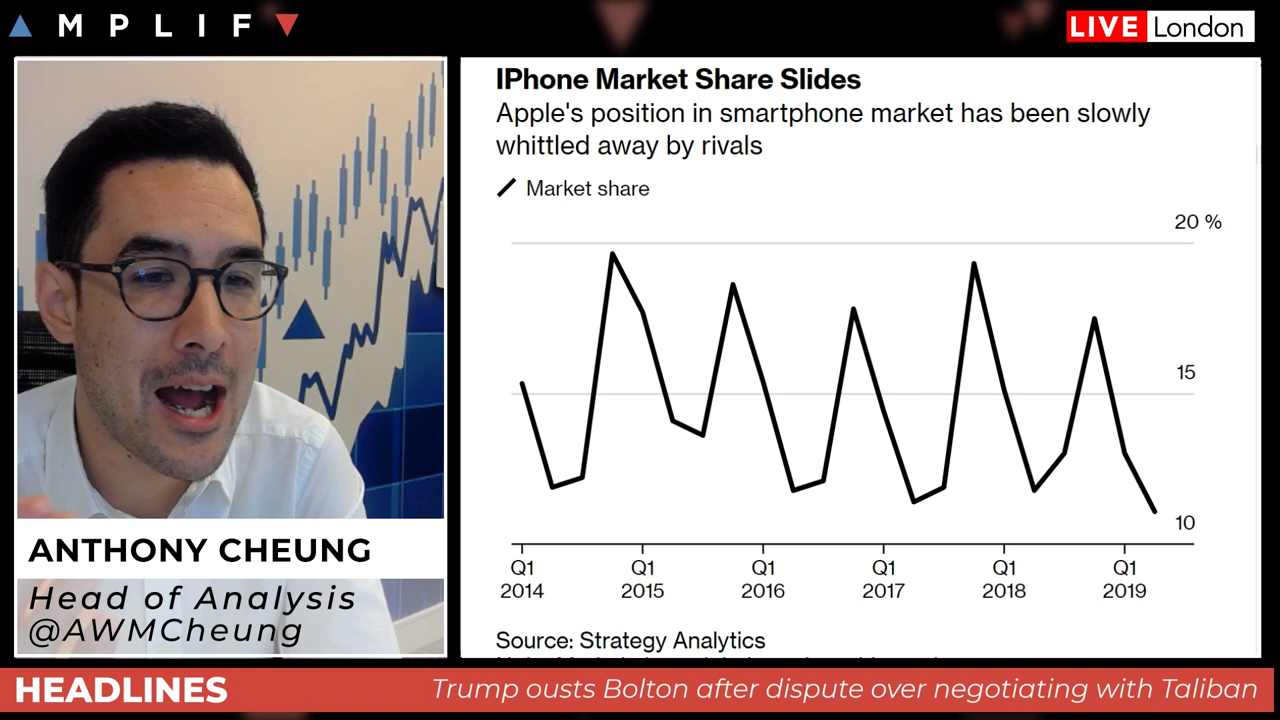 MPLIF
LIVE London
IPhone Market Share Slides
Apple's position in smartphone market has been slowly
whittled away by rivals
Market share
20 %
15
10
Q1 Q1 Q1 Q1 Q1 Q1
2014 2015 2016 2017 2018 2019
Source: Strategy Analytics
ANTHONY CHEUNG
Head of Analysis
@AWMCheung
HEADLINES Trump ousts Bolton after dispute over negotiating with Taliban